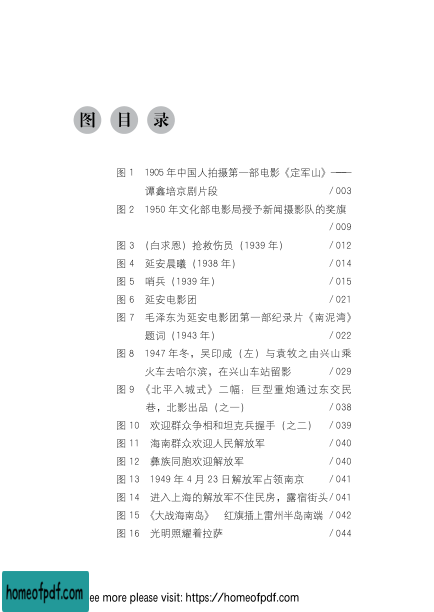 图目录
图 1 1905 年中国人拍摄第一部电影《定军山》——
谭鑫培京剧片段 / 003
图 2 1950 年文化部电影局授予新闻摄影队的奖旗
/ 009
图 3 《白求恩》抢救伤员（1939 年） / 012
图 4 延安晨曦（1938 年） / 014
图 5 哨兵（1939 年） / 015
图 6 延安电影团 / 021
图 7 毛泽东为延安电影团第一部纪录片《南泥湾》
题词（1943 年） / 022
图 8 1947 年冬，吴印咸（左）与袁牧之由兴山乘
火车去哈尔滨，在兴山车站留影 / 029
图 9 《北平入城式》二幅：巨型重炮通过东交民
巷，北影出品（之一） / 038
图 10 欢迎群众争相和坦克兵握手（之二） / 039
图 11 海南群众欢迎人民解放军 / 040
图 12 彝族同胞欢迎解放军 / 040
图 13 1949 年 4 月 23 日解放军占领南京 / 041
图 14 进入上海的解放军不住民房，露宿街头 / 041
图 15 《大战海南岛》 红旗插上雷州半岛南端 / 042
图 16 光明照耀着拉萨 / 044
homeofpdf.com
ee more please visit: https://homeofpdf.com